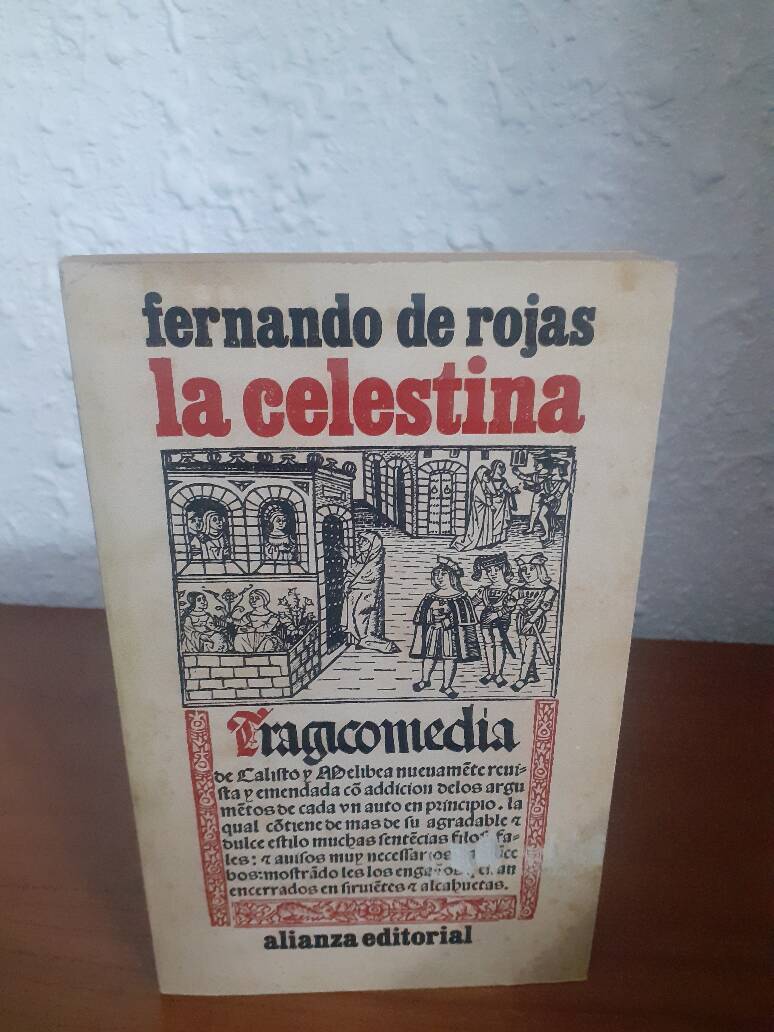 fernando de rojas
la celestina
Tragicomedia
de Calisto y Melibea nueuamẽte reui-
sta y emendada cõ addicion delos argu
mẽtos de cada vn auto en principio. la
qual cõtiene de mas de su agradable ⁊
dulce estilo muchas sentẽcias filosofa-
les: ⁊ auisos muy necessarios
bos: mostrãdo les los engaños
encerrados en siruiẽtes ⁊ alcahuetas.
alianza editorial